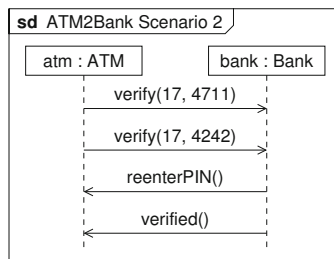 sd ATM2Bank Scenario 2
atm : ATM
bank : Bank
verify(17, 4711)
verify(17, 4242)
reenterPIN()
verified()